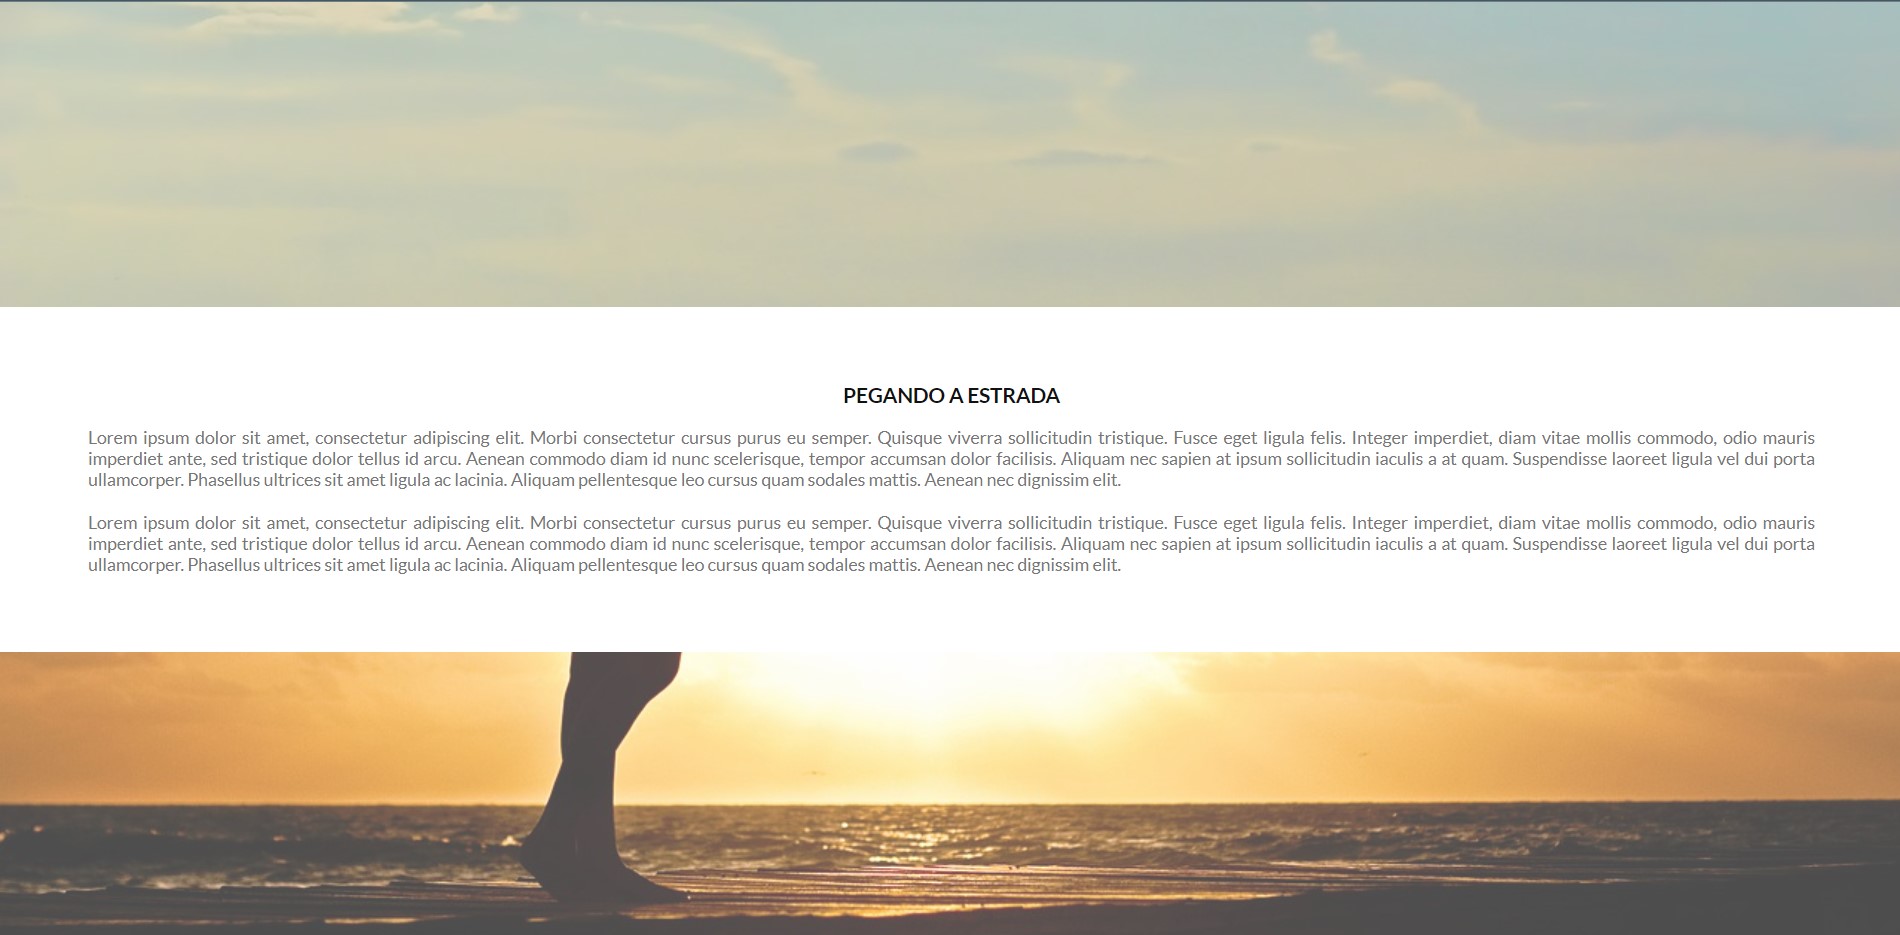 PEGANDO A ESTRADA
Lorem ipsum dolor sit amet, consectetur adipiscing elit. Morbi consectetur cursus purus eu semper. Quisque viverra sollicitudin tristique. Fusce eget ligula felis. Integer imperdiet, diam vitae mollis commodo, odio mauris
imperdiet ante, sed tristique dolor tellus id arcu. Aenean commodo diam id nunc scelerisque, tempor accumsan dolor facilisis. Aliquam nec sapien at ipsum sollicitudin iaculis a at quam. Suspendisse laoreet ligula vel dui porta
ullamcorper. Phasellus ultrices sit amet ligula ac lacinia. Aliquam pellentesque leo cursus quam sodales mattis. Aenean nec dignissim elit.
Lorem ipsum dolor sit amet, consectetur adipiscing elit. Morbi consectetur cursus purus eu semper. Quisque viverra sollicitudin tristique. Fusce eget ligula felis. Integer imperdiet, diam vitae mollis commodo, odio mauris
imperdiet ante, sed tristique dolor tellus id arcu. Aenean commodo diam id nunc scelerisque, tempor accumsan dolor facilisis. Aliquam nec sapien at ipsum sollicitudin iaculis a at quam. Suspendisse laoreet ligula vel dui porta
ullamcorper. Phasellus ultrices sit amet ligula ac lacinia. Aliquam pellentesque leo cursus quam sodales mattis. Aenean nec dignissim elit.